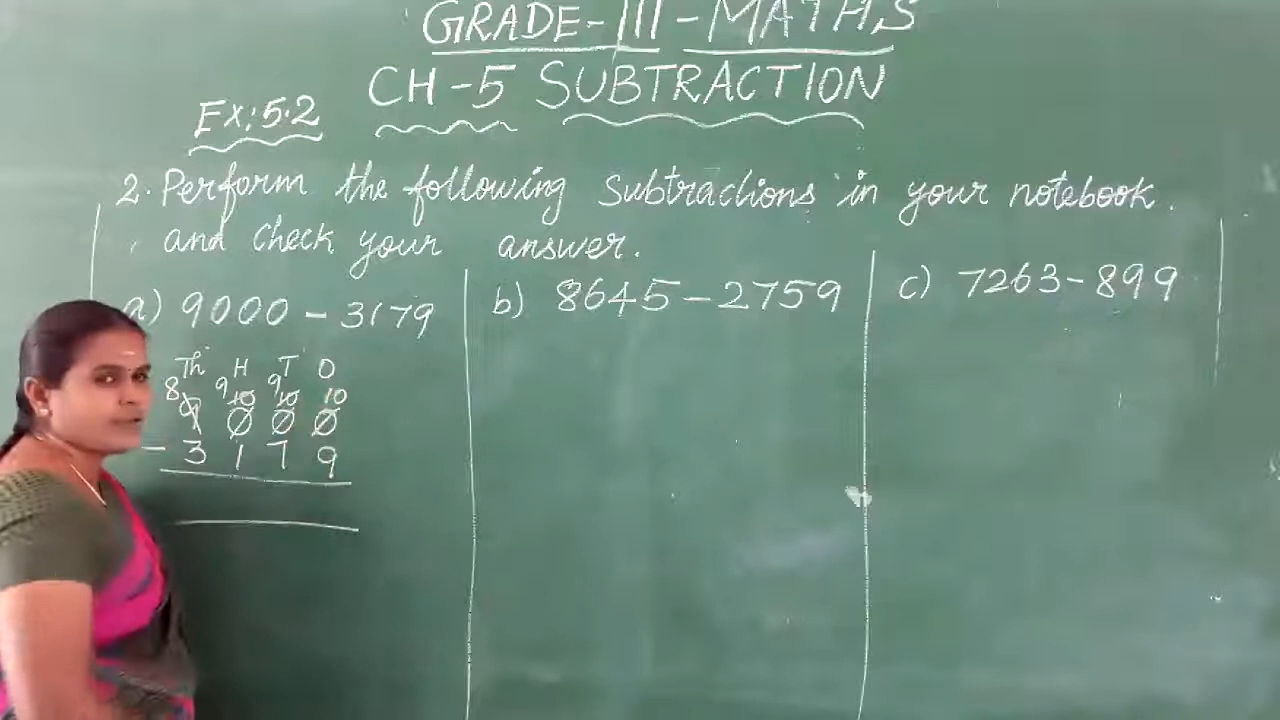 GRADE-III-MATHS
CH-5 SUBTRACTION
Ex:5.2
2. Perform the following Subtractions in your notebook.
and check your answer.
a) 9000 - 3179
b) 8645 - 2759
c) 7263 - 899
Th H T O
8 9 9
10 10 10
9 0 0 0
- 3 1 7 9